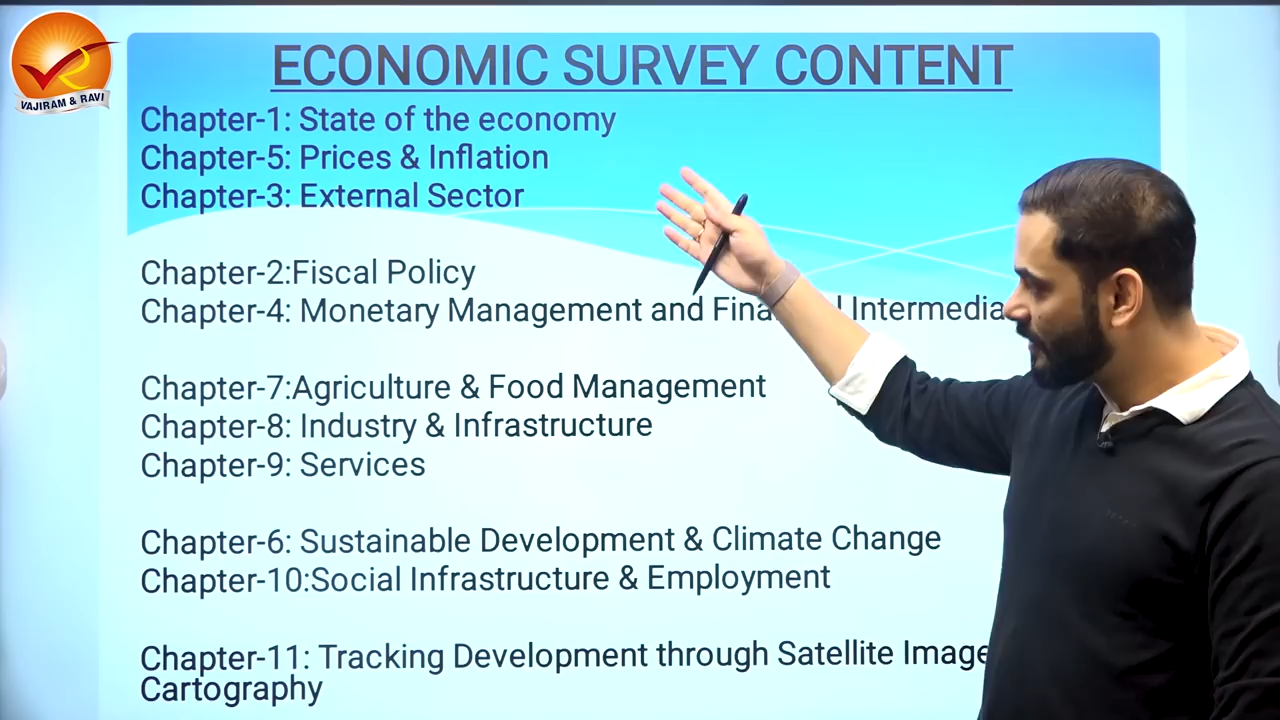 VAJIRAM & RAVI
ECONOMIC SURVEY CONTENT
Chapter-1: State of the economy
Chapter-5: Prices & Inflation
Chapter-3: External Sector
Chapter-2:Fiscal Policy
Chapter-4: Monetary Management and
Chapter-7:Agriculture & Food Management
Chapter-8: Industry & Infrastructure
Chapter-9: Services
Chapter-6: Sustainable Development & Climate Change
Chapter-10:Social Infrastructure & Employment
Chapter-11: Tracking Development through Satellite
Cartography